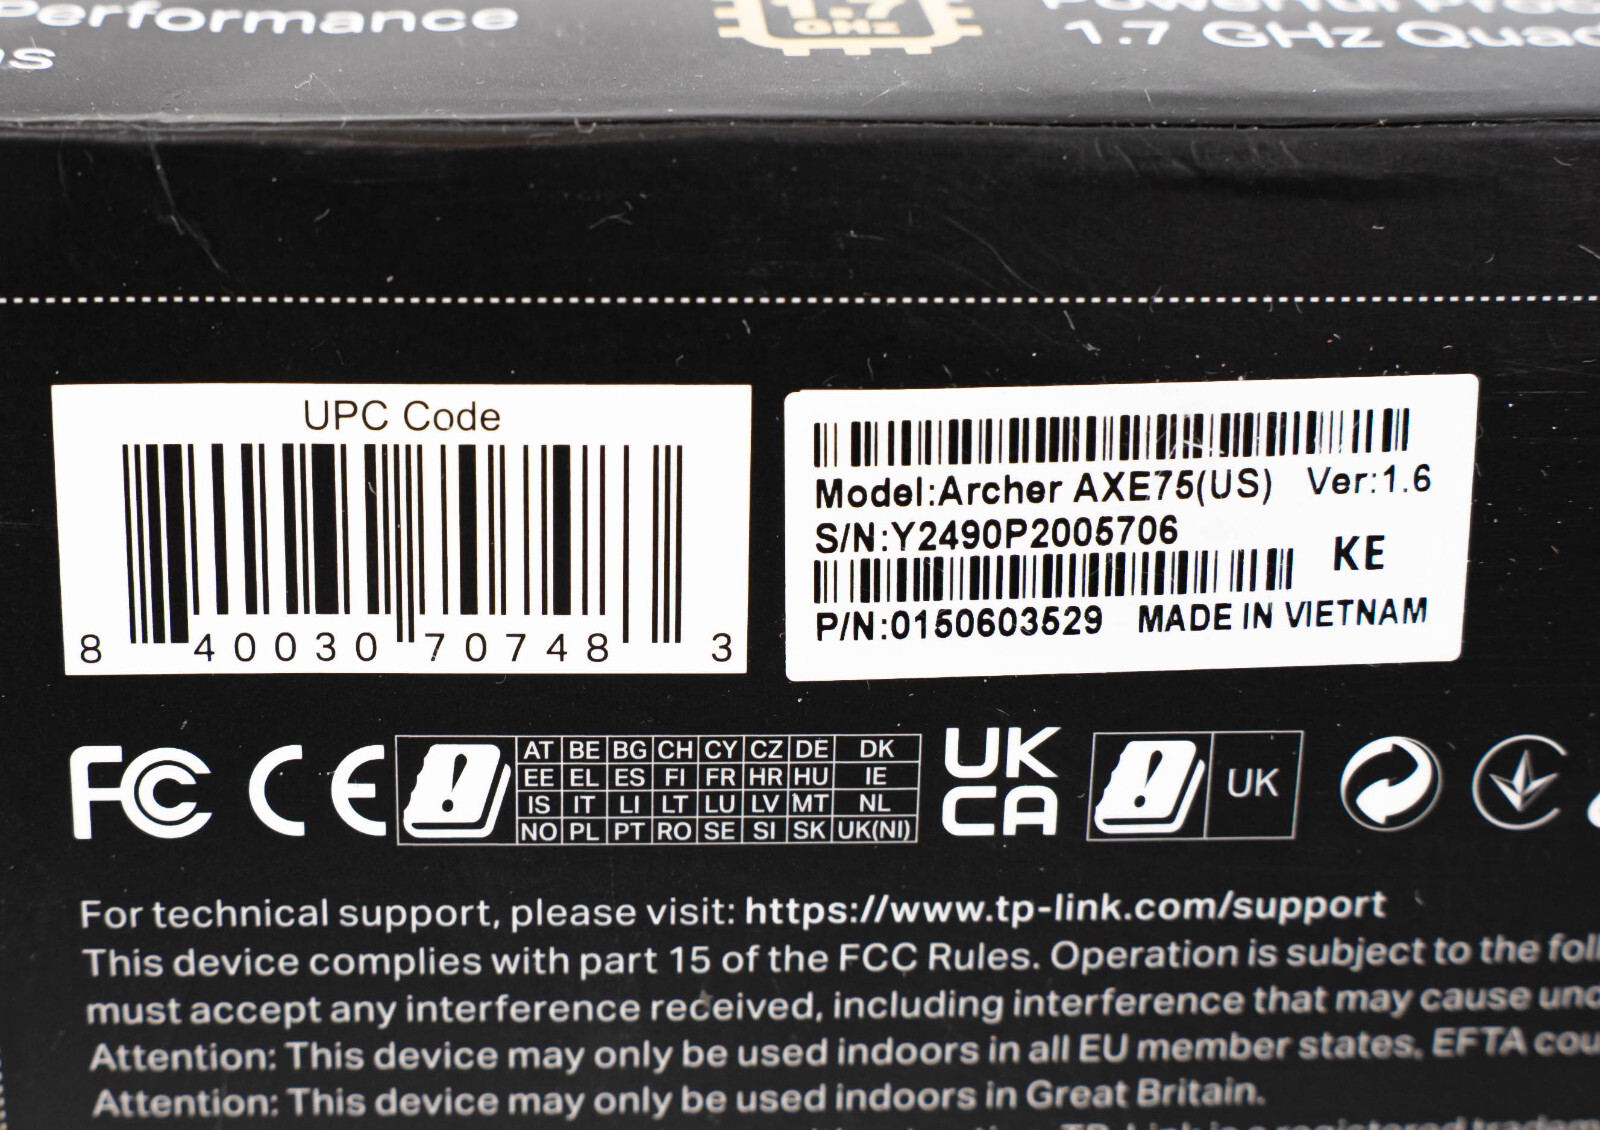 Performance
1.7
GHz
1.7 GHz Quad
UPC Code
8 40030 70748 3
Model:Archer AXE75(US) Ver:1.6
S/N:Y2490P2005706
KE
P/N:0150603529 MADE IN VIETNAM
FC CE
AT BE BG CH CY CZ DE DK
EE EL ES FI FR HR HU IE
IS IT LI LT LU LV MT NL
NO PL PT RO SE SI SK UK(NI)
UK
CA
UK
For technical support, please visit: https://www.tp-link.com/support
This device complies with part 15 of the FCC Rules. Operation is subject to the
must accept any interference received, including interference that may cause
Attention: This device may only be used indoors in all EU member states, EFTA
Attention: This device may only be used indoors in Great Britain.
TP-Link is a registered